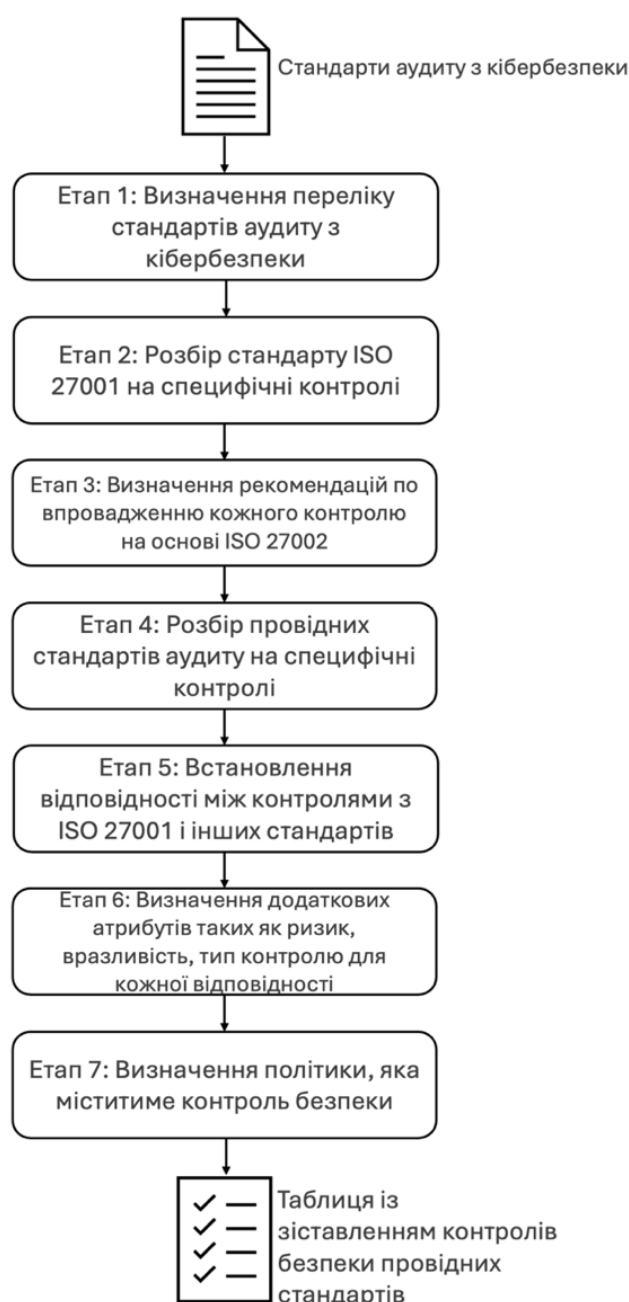 Стандарти аудиту з кібербезпеки
Етап 1: Визначення переліку
стандартів аудиту з
кібербезпеки
Етап 2: Розбір стандарту ISO
27001 на специфічні контролі
Етап 3: Визначення рекомендацій по
впровадженню кожного контролю
на основі ISO 27002
Етап 4: Розбір провідних
стандартів аудиту на специфічні
контролі
Етап 5: Встановлення
відповідності між контролями з
ISO 27001 і інших стандартів
Етап 6: Визначення додаткових
атрибутів таких як ризик,
вразливість, тип контролю для
кожної відповідності
Етап 7: Визначення політики, яка
міститиме контроль безпеки
Таблиця із
зіставленням контролів
безпеки провідних
стандартів